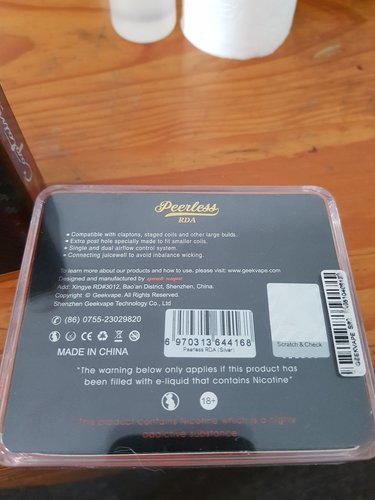 Peerless
RDA
Compatible with claptons, staged coils and other large builds.
Extra post hole specially made to fit smaller coils.
Single and dual airflow control system.
Connecting juicewell to avoid inbalance wicking.
To learn more about our products and how to use. please visit: www.geekvape.com
Designed and manufactured by geek vape
Add: Xingye RD#3012, Bao'an District, Shenzhen, China.
Copyright © Geekvape. All Rights Reserved.
Shenzhen Geekvape Technology Co., Ltd
(86) 0755-23029820
CE
MADE IN CHINA
6 970313 644168
Peerless RDA (Silver)
Scratch & Check
GEEKVAPE
"The warning below only applies if this product has
been filled with e-liquid that contains Nicotine"
18+
This product contains Nicotine which is a highly
addictive substance